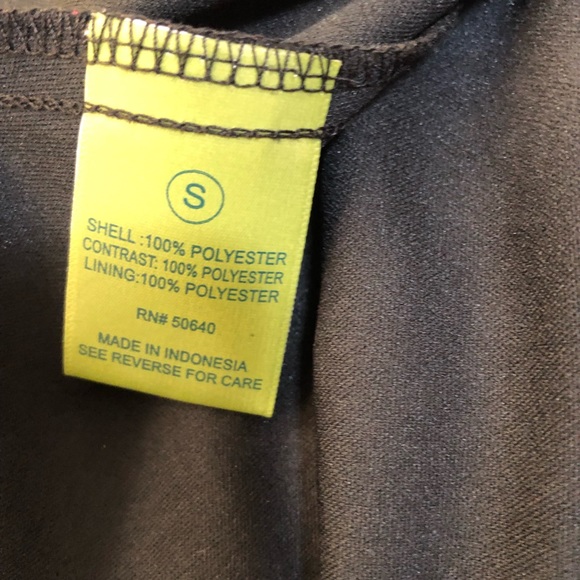 S
SHELL :100% POLYESTER
CONTRAST: 100% POLYESTER
LINING:100% POLYESTER
RN# 50640
MADE IN INDONESIA
SEE REVERSE FOR CARE